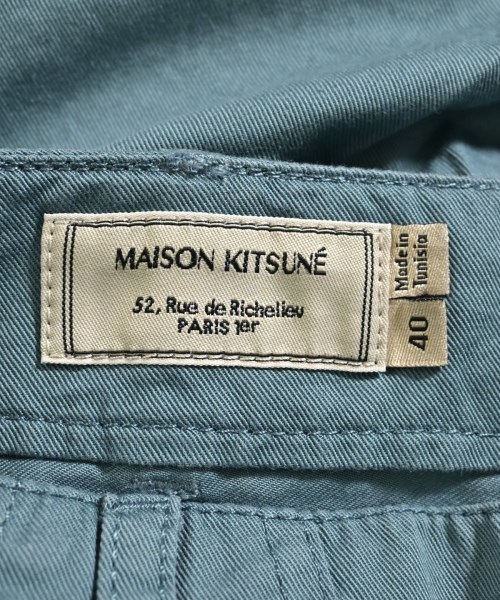 MAISON KITSUNÉ
52, Rue de Richelieu
PARIS 1er
Made in
Tunisia
40